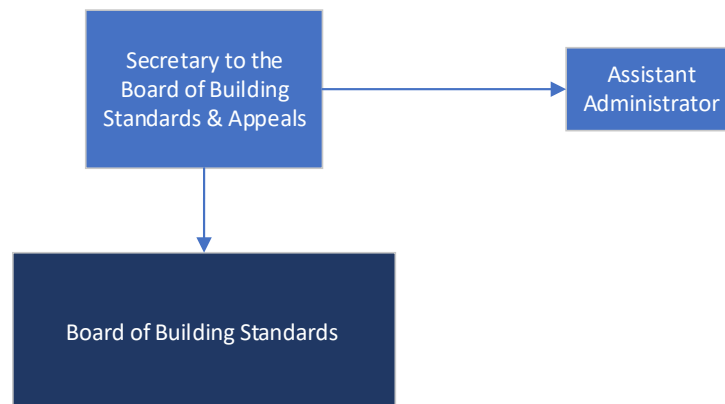 Secretary to the
Board of Building
Standards & Appeals
Assistant
Administrator
Board of Building Standards